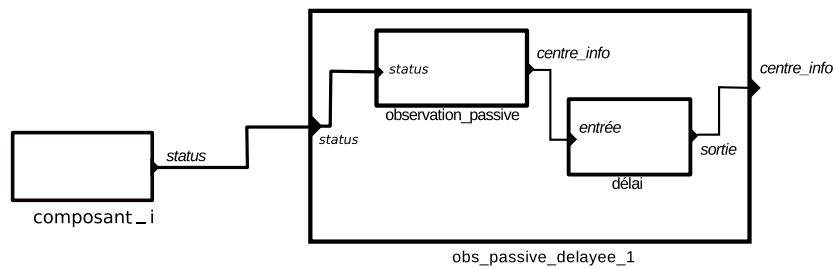 centre_info
centre_info
status
observation_passive
entrée
status
status
sortie
délai
composant_i
obs_passive_delayee_1